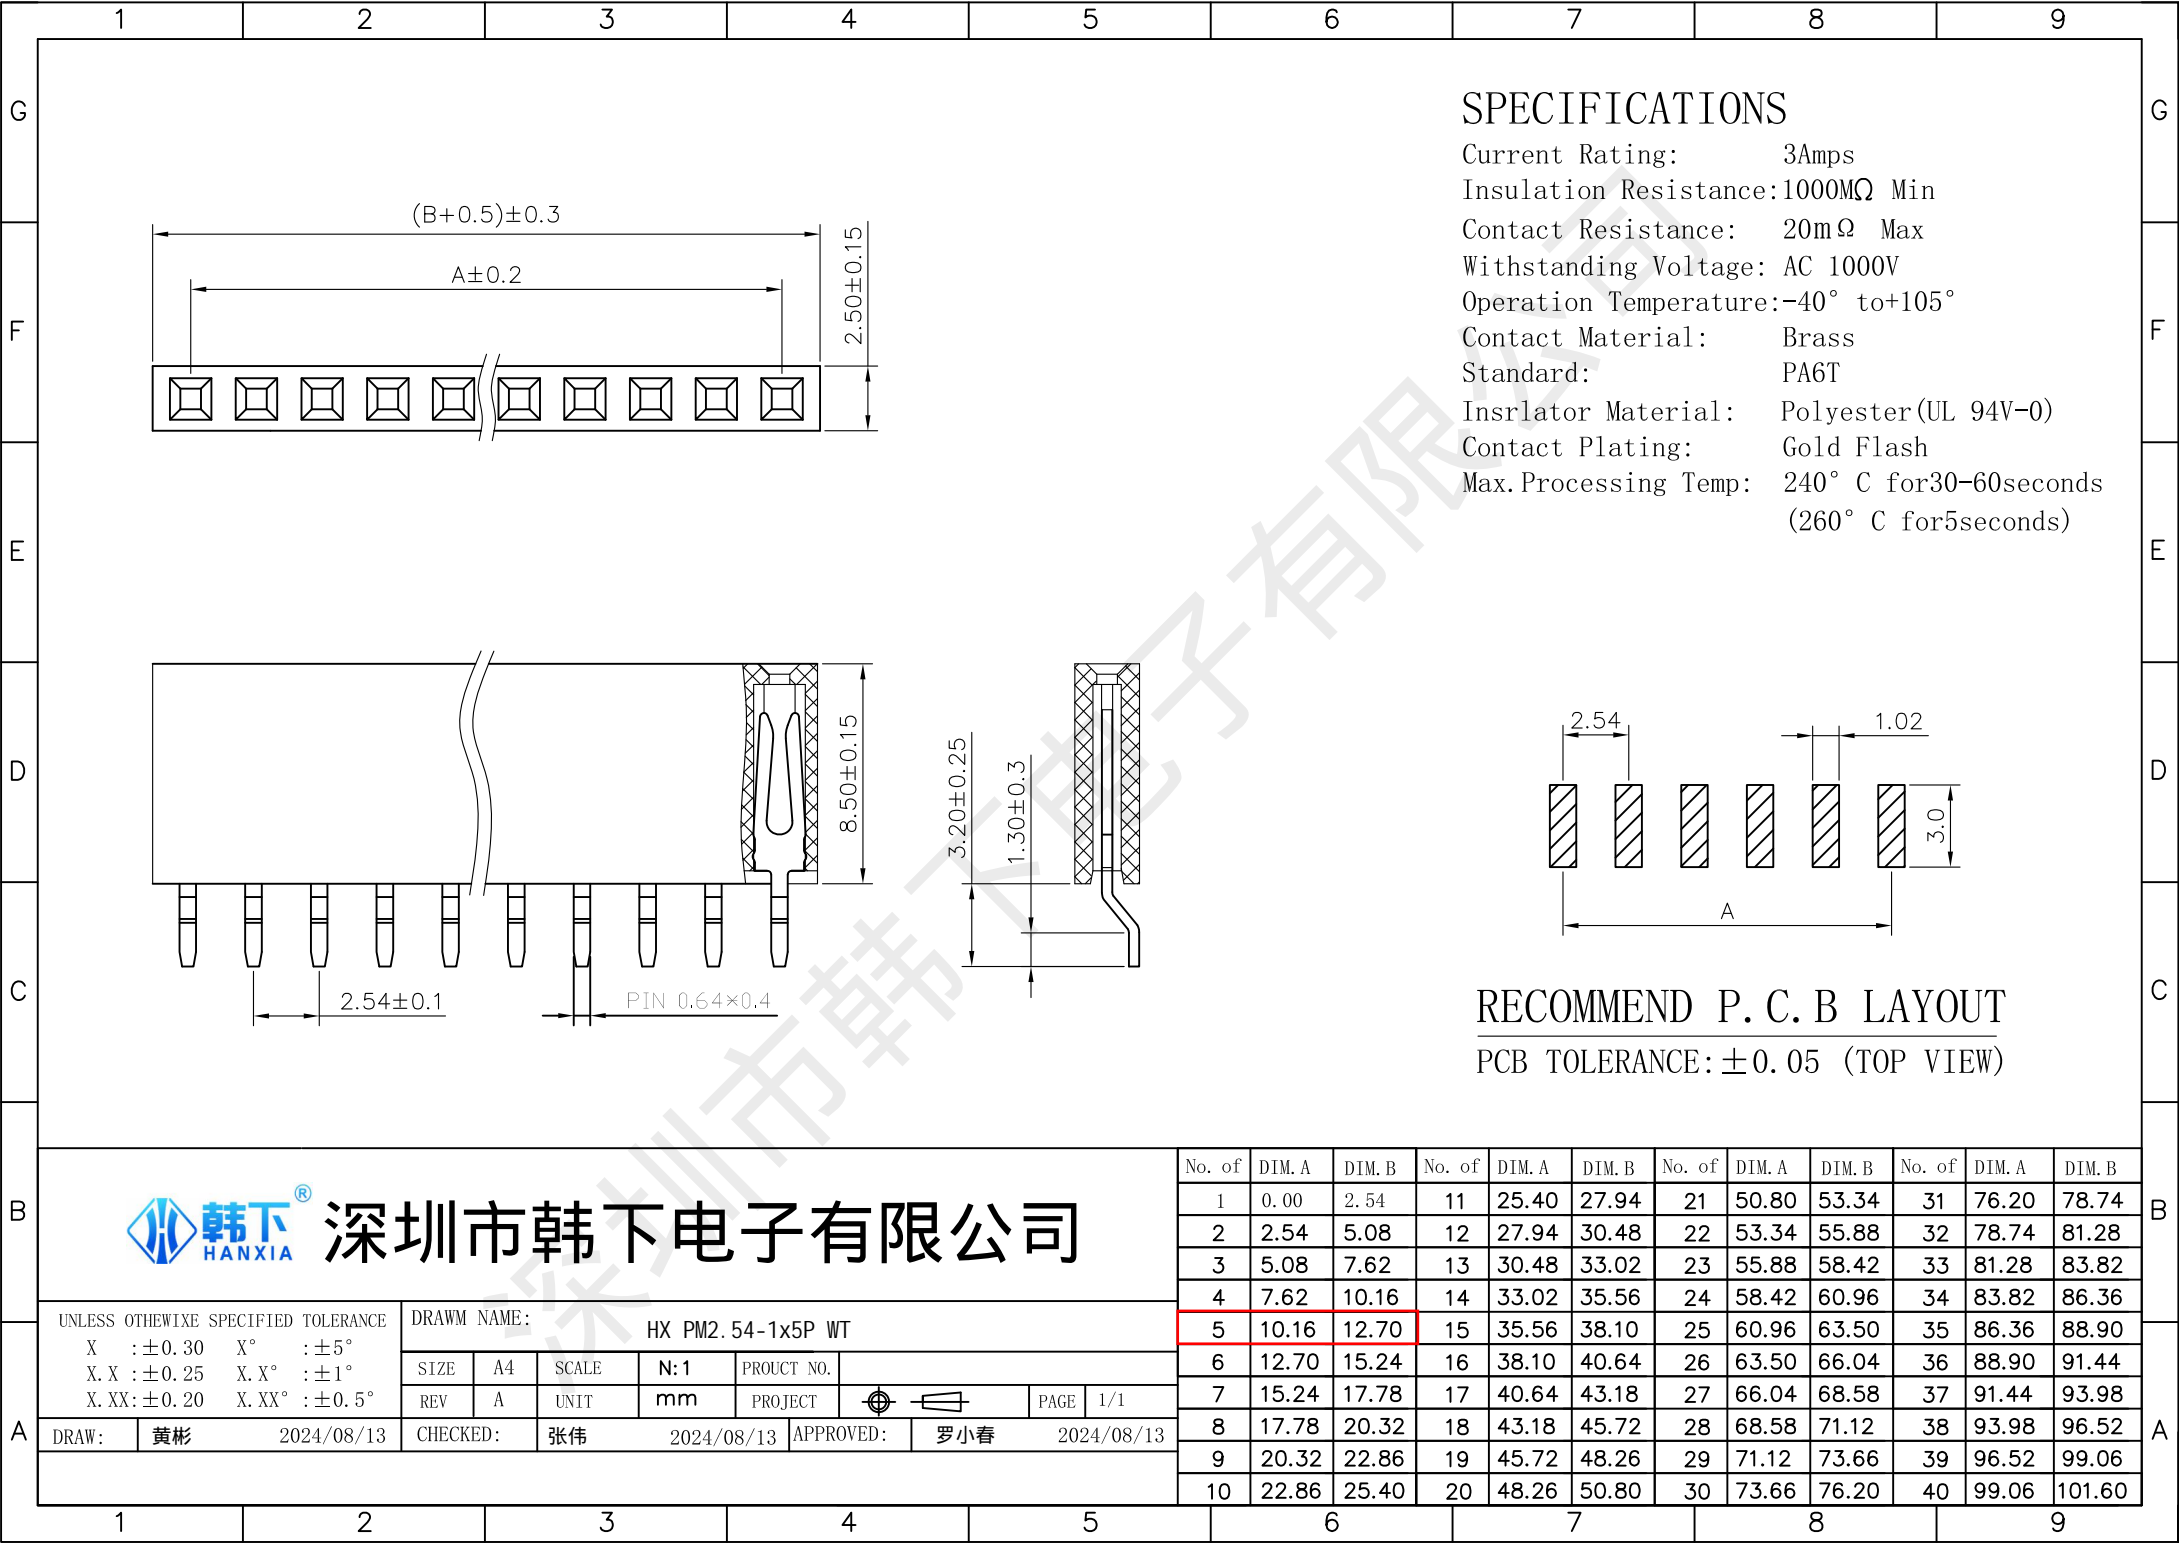 1 2 3 4 5 6 7 8 9
G G
F F
E E
D D
C C
B B
A A
SPECIFICATIONS
Current Rating: 3Amps
Insulation Resistance:1000MΩ Min
Contact Resistance: 20mΩ Max
Withstanding Voltage: AC 1000V
Operation Temperature:-40° to+105°
Contact Material: Brass
Standard: PA6T
Insrlator Material: Polyester(UL 94V-0)
Contact Plating: Gold Flash
Max.Processing Temp: 240° C for30-60seconds
(260° C for5seconds)
(B+0.5)±0.3
A±0.2
2.50±0.15
8.50±0.15
3.20±0.25
1.30±0.3
2.54±0.1
PIN 0.64×0.4
2.54
1.02
3.0
A
RECOMMEND P.C.B LAYOUT
PCB TOLERANCE:±0.05 (TOP VIEW)
深圳市韩下电子有限公司
韩下®
HANXIA
深圳市韩下电子有限公司
UNLESS OTHEWIXE SPECIFIED TOLERANCE
X :±0.30 X° :±5°
X.X :±0.25 X.X° :±1°
X.XX:±0.20 X.XX° :±0.5°
DRAWM NAME: HX PM2.54-1x5P WT
SIZE A4 SCALE N:1 PROUCT NO.
REV A UNIT mm PROJECT PAGE 1/1
DRAW: 黄彬 2024/08/13 CHECKED: 张伟 2024/08/13 APPROVED: 罗小春 2024/08/13
No. of DIM.A DIM.B No. of DIM.A DIM.B No. of DIM.A DIM.B No. of DIM.A DIM.B
1 0.00 2.54 11 25.40 27.94 21 50.80 53.34 31 76.20 78.74
2 2.54 5.08 12 27.94 30.48 22 53.34 55.88 32 78.74 81.28
3 5.08 7.62 13 30.48 33.02 23 55.88 58.42 33 81.28 83.82
4 7.62 10.16 14 33.02 35.56 24 58.42 60.96 34 83.82 86.36
5 10.16 12.70 15 35.56 38.10 25 60.96 63.50 35 86.36 88.90
6 12.70 15.24 16 38.10 40.64 26 63.50 66.04 36 88.90 91.44
7 15.24 17.78 17 40.64 43.18 27 66.04 68.58 37 91.44 93.98
8 17.78 20.32 18 43.18 45.72 28 68.58 71.12 38 93.98 96.52
9 20.32 22.86 19 45.72 48.26 29 71.12 73.66 39 96.52 99.06
10 22.86 25.40 20 48.26 50.80 30 73.66 76.20 40 99.06 101.60
1 2 3 4 5 6 7 8 9